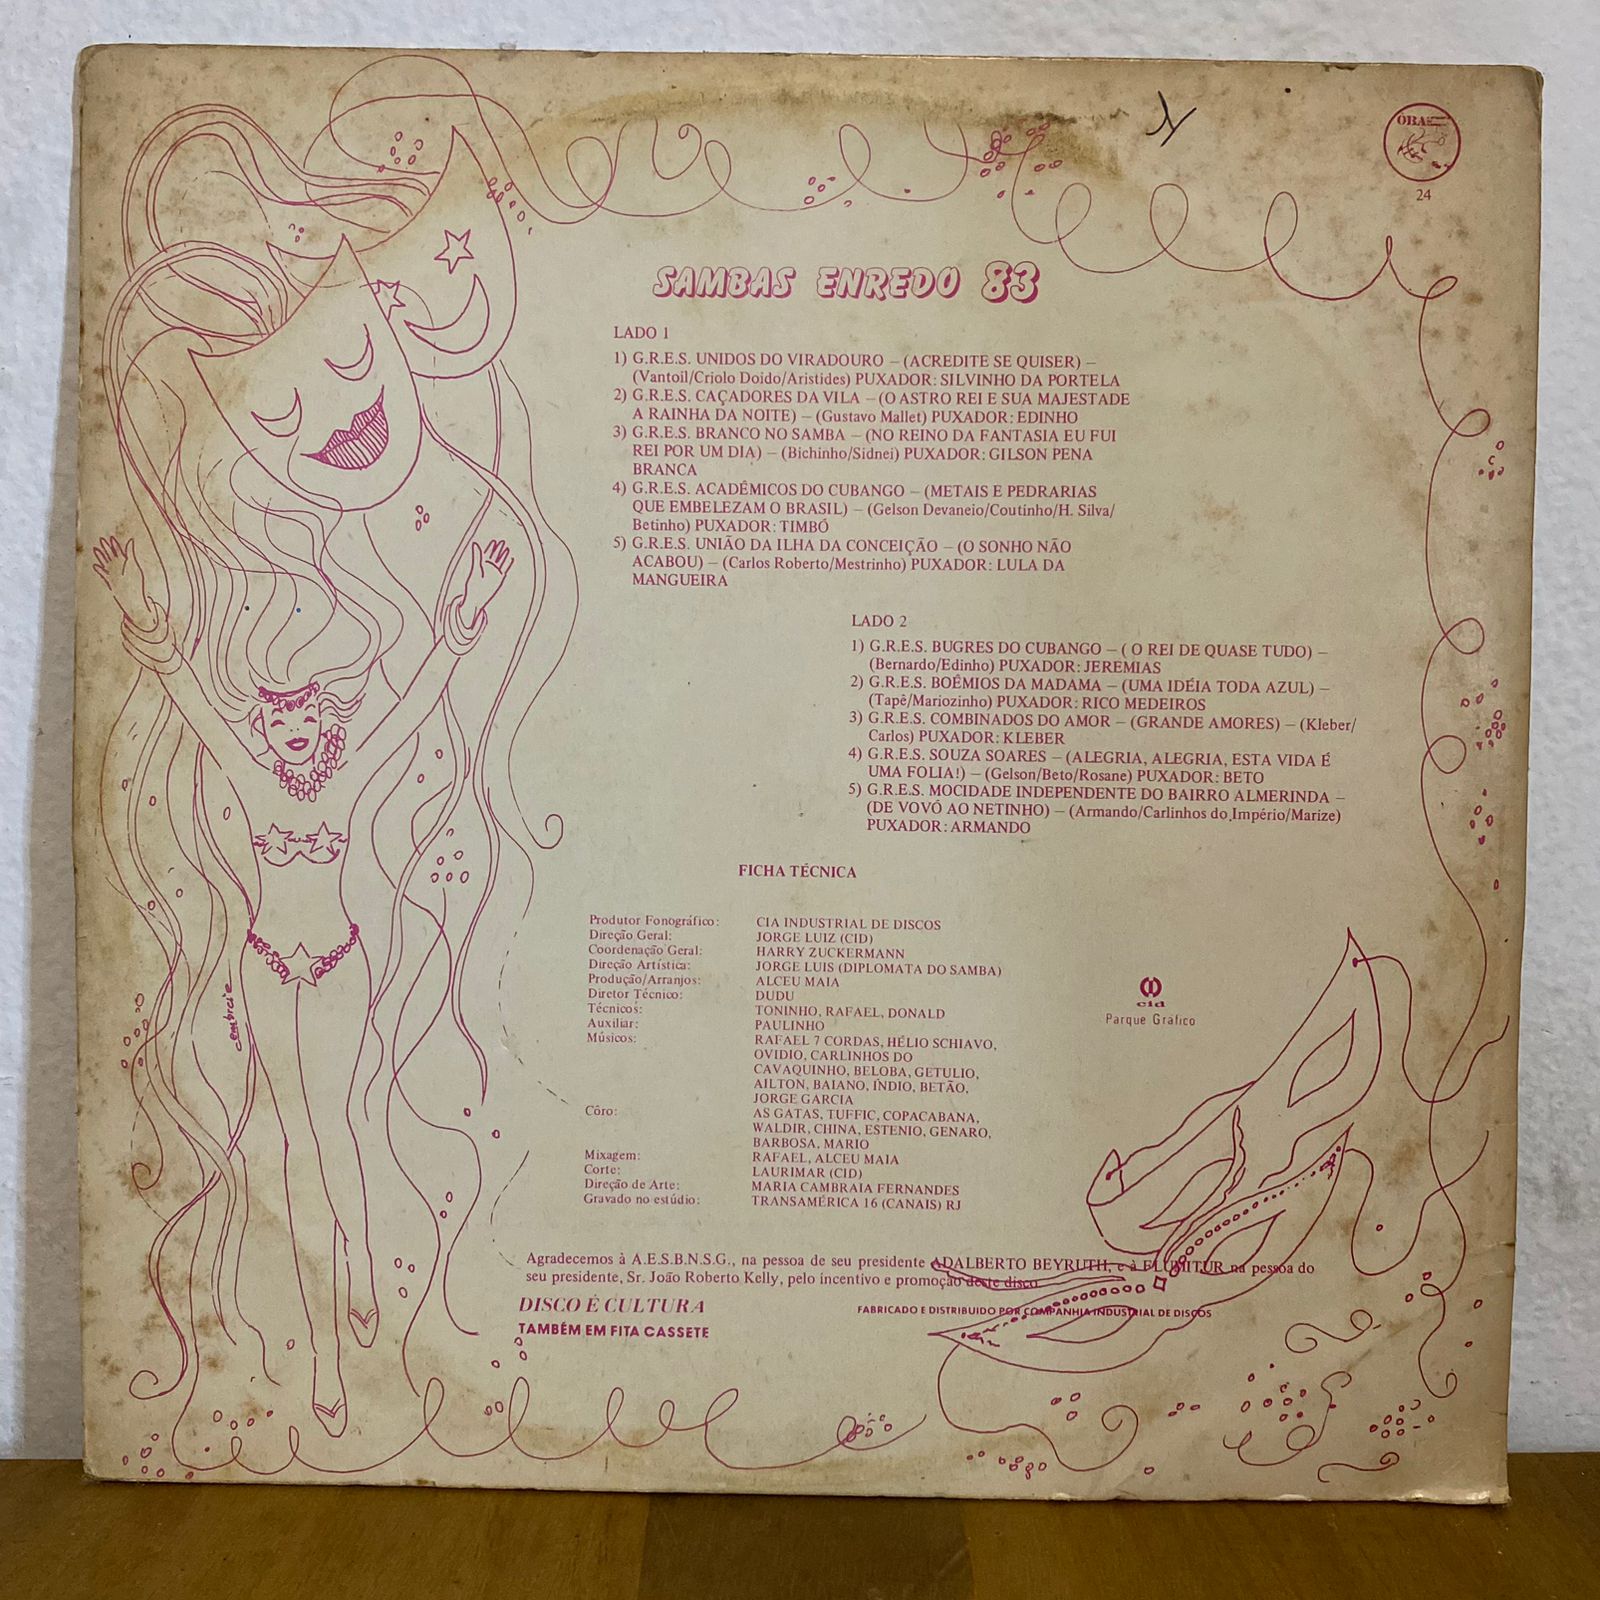 ÔBA
24
SAMBAS ENREDO 83
LADO 1
1) G.R.E.S. UNIDOS DO VIRADOURO – (ACREDITE SE QUISER) –
(Vantoil/Criolo Doido/Aristides) PUXADOR: SILVINHO DA PORTELA
2) G.R.E.S. CAÇADORES DA VILA – (O ASTRO REI E SUA MAJESTADE
A RAINHA DA NOITE) – (Gustavo Mallet) PUXADOR: EDINHO
3) G.R.E.S. BRANCO NO SAMBA – (NO REINO DA FANTASIA EU FUI
REI POR UM DIA) – (Bichinho/Sidnei) PUXADOR: GILSON PENA
BRANCA
4) G.R.E.S. ACADÊMICOS DO CUBANGO – (METAIS E PEDRARIAS
QUE EMBELEZAM O BRASIL) – (Gelson Devaneio/Coutinho/H. Silva/
Betinho) PUXADOR: TIMBÓ
5) G.R.E.S. UNIÃO DA ILHA DA CONCEIÇÃO – (O SONHO NÃO
ACABOU) – (Carlos Roberto/Mestrinho) PUXADOR: LULA DA
MANGUEIRA
LADO 2
1) G.R.E.S. BUGRES DO CUBANGO – ( O REI DE QUASE TUDO) –
(Bernardo/Edinho) PUXADOR: JEREMIAS
2) G.R.E.S. BOÊMIOS DA MADAMA – (UMA IDÉIA TODA AZUL) –
(Tapê/Mariozinho) PUXADOR: RICO MEDEIROS
3) G.R.E.S. COMBINADOS DO AMOR – (GRANDE AMORES) – (Kleber/
Carlos) PUXADOR: KLEBER
4) G.R.E.S. SOUZA SOARES – (ALEGRIA, ALEGRIA, ESTA VIDA É
UMA FOLIA!) – (Gelson/Beto/Rosane) PUXADOR: BETO
5) G.R.E.S. MOCIDADE INDEPENDENTE DO BAIRRO ALMERINDA –
(DE VOVÓ AO NETINHO) – (Armando/Carlinhos do Império/Marize)
PUXADOR: ARMANDO
FICHA TÉCNICA
Produtor Fonográfico: CIA INDUSTRIAL DE DISCOS
Direção Geral: JORGE LUIZ (CID)
Coordenação Geral: HARRY ZUCKERMANN
Direção Artística: JORGE LUIS (DIPLOMATA DO SAMBA)
Produção/Arranjos: ALCEU MAIA
Diretor Técnico: DUDU
Técnicos: TONINHO, RAFAEL, DONALD
Auxiliar: PAULINHO
Músicos: RAFAEL 7 CORDAS, HÉLIO SCHIAVO,
OVIDIO, CARLINHOS DO
CAVAQUINHO, BELOBA, GETULIO,
AILTON, BAIANO, ÍNDIO, BETÃO,
JORGE GARCIA
Côro: AS GATAS, TUFFIC, COPACABANA,
WALDIR, CHINA, ESTENIO, GENARO,
BARBOSA, MARIO
Mixagem: RAFAEL, ALCEU MAIA
Corte: LAURIMAR (CID)
Direção de Arte: MARIA CAMBRAIA FERNANDES
Gravado no estúdio: TRANSAMÉRICA 16 (CANAIS) RJ
cid
Parque Gráfico
Agradecemos à A.E.S.B.N.S.G., na pessoa de seu presidente ADALBERTO BEYRUTH, e à FLUMITUR na pessoa do
seu presidente, Sr. João Roberto Kelly, pelo incentivo e promoção deste disco.
DISCO É CULTURA
FABRICADO E DISTRIBUIDO POR COMPANHIA INDUSTRIAL DE DISCOS
TAMBÉM EM FITA CASSETE